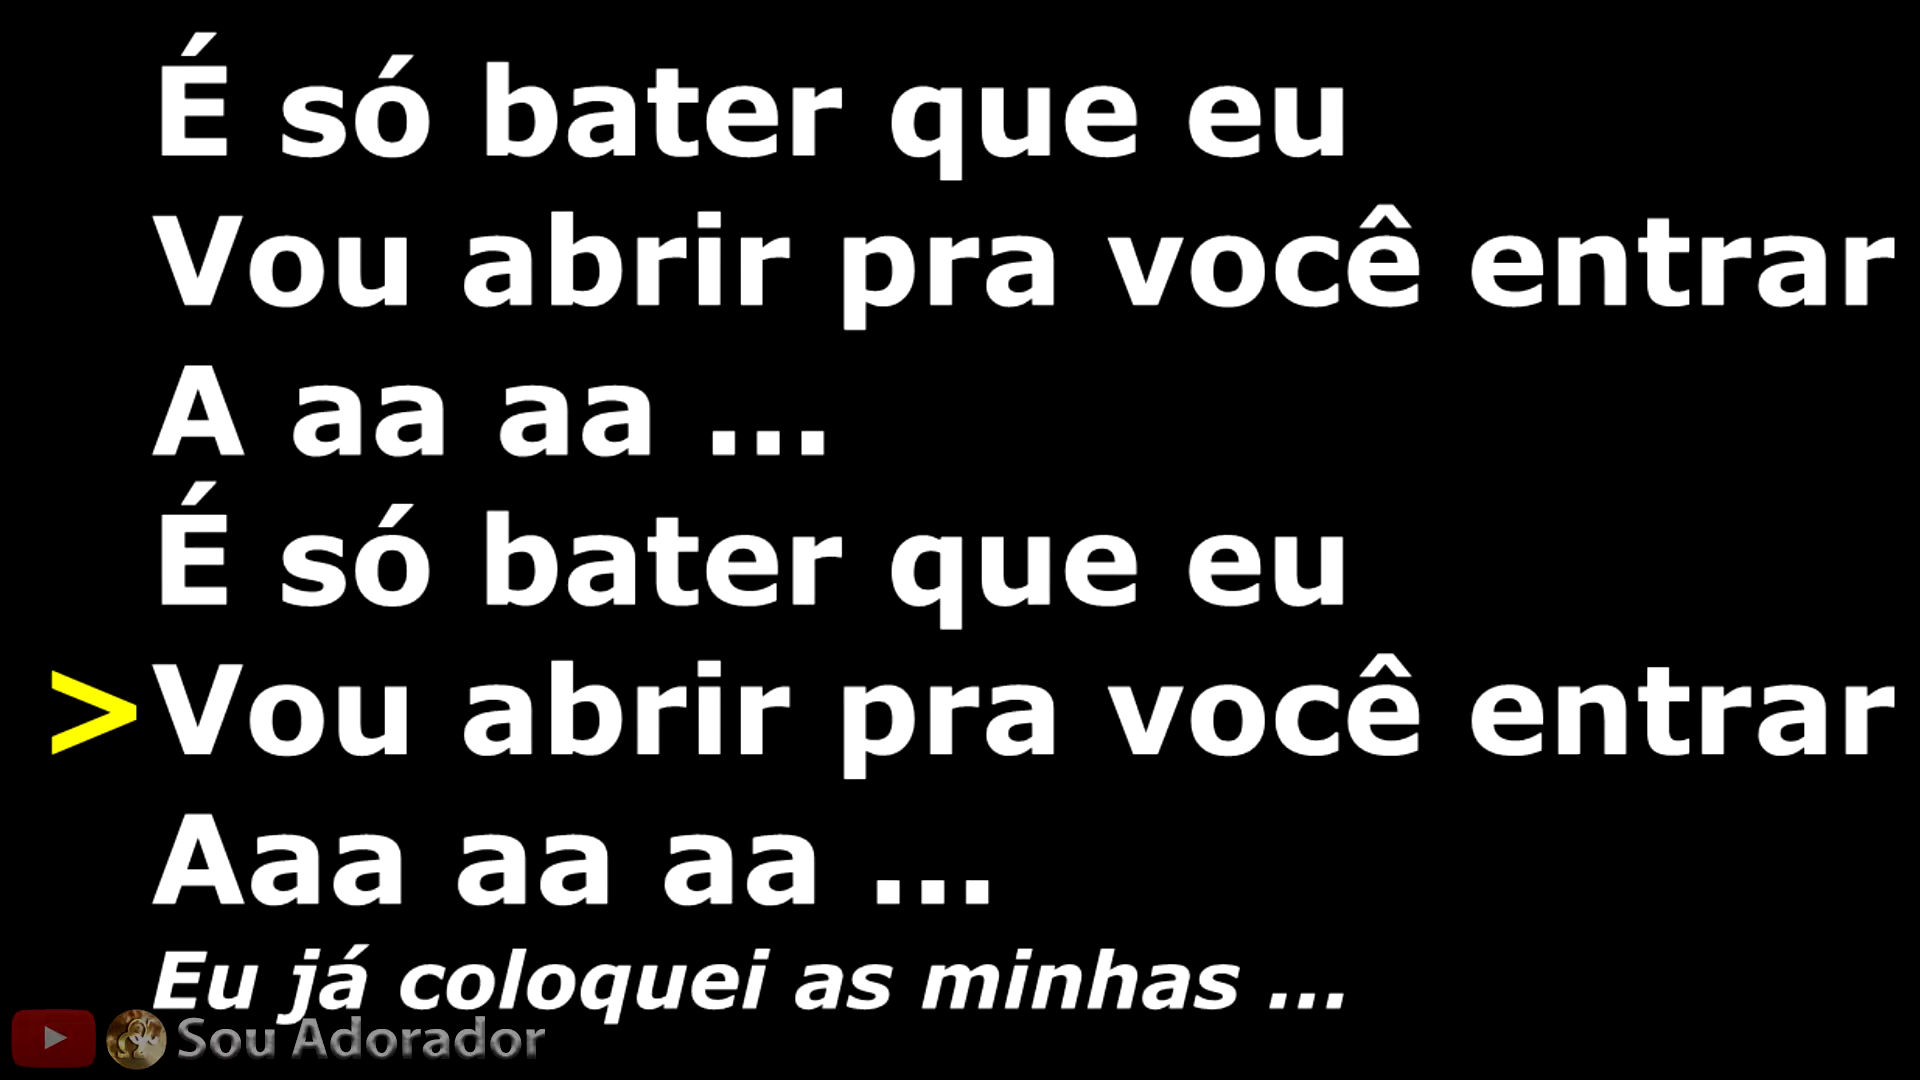 É só bater que eu
Vou abrir pra você entrar
A aa aa ...
É só bater que eu
>Vou abrir pra você entrar
Aaa aa aa ...
Eu já coloquei as minhas ...
Sou Adorador